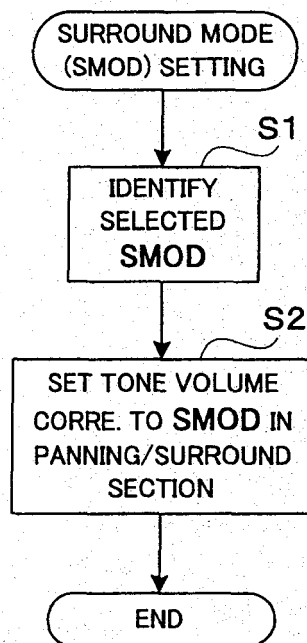 SURROUND MODE
(SMOD) SETTING
S1
IDENTIFY
SELECTED
SMOD
S2
SET TONE VOLUME
CORRE. TO SMOD IN
PANNING/SURROUND
SECTION
END